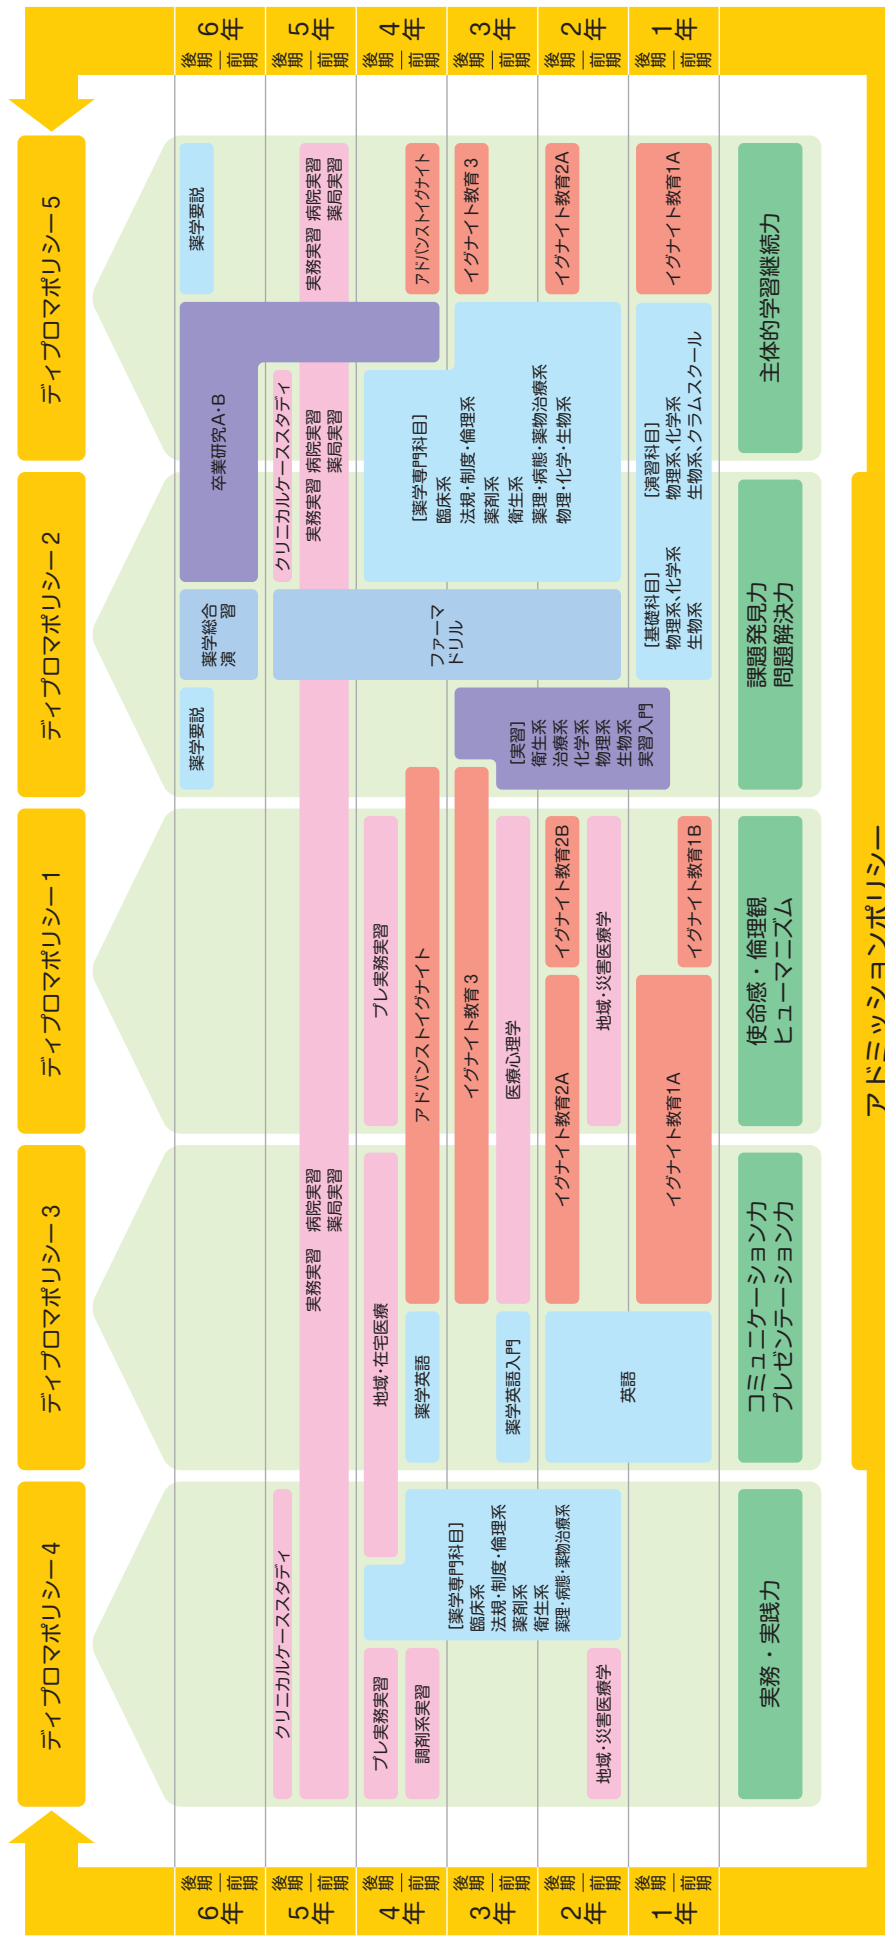 ディプロマポリシー4
ディプロマポリシー3
ディプロマポリシー1
ディプロマポリシー2
ディプロマポリシー5
6年
後期
前期
薬学要説
薬学総合
演習
卒業研究A・B
薬学要説
6年
後期
前期
5年
後期
前期
クリニカルケーススタディ
クリニカルケーススタディ
実務実習 病院実習
薬局実習
実務実習 病院実習
薬局実習
実務実習 病院実習
薬局実習
5年
後期
前期
4年
後期
前期
プレ実務実習
地域・在宅医療
プレ実務実習
調剤系実習
薬学英語
アドバンストイグナイト
アドバンストイグナイト
4年
後期
前期
3年
後期
前期
[薬学専門科目]
臨床系
法規・制度・倫理系
薬剤系
衛生系
薬理・病態・薬物治療系
イグナイト教育3
薬学英語入門
医療心理学
[実習]
衛生系
治療系
化学系
物理系
生物系
実習入門
ファーマ
ドリル
[薬学専門科目]
臨床系
法規・制度・倫理系
薬剤系
衛生系
薬理・病態・薬物治療系
物理・化学・生物系
イグナイト教育3
3年
後期
前期
2年
後期
前期
地域・災害医療学
英語
イグナイト教育2A
イグナイト教育2B
地域・災害医療学
イグナイト教育2A
2年
後期
前期
1年
後期
前期
イグナイト教育1A
イグナイト教育1B
[基礎科目]
物理系、化学系
生物系
[演習科目]
物理系、化学系
生物系、クラムスクール
イグナイト教育1A
1年
後期
前期
実務・実践力
コミュニケーション力
プレゼンテーション力
使命感・倫理観
ヒューマニズム
課題発見力
問題解決力
主体的学習継続力
アドミッションポリシー